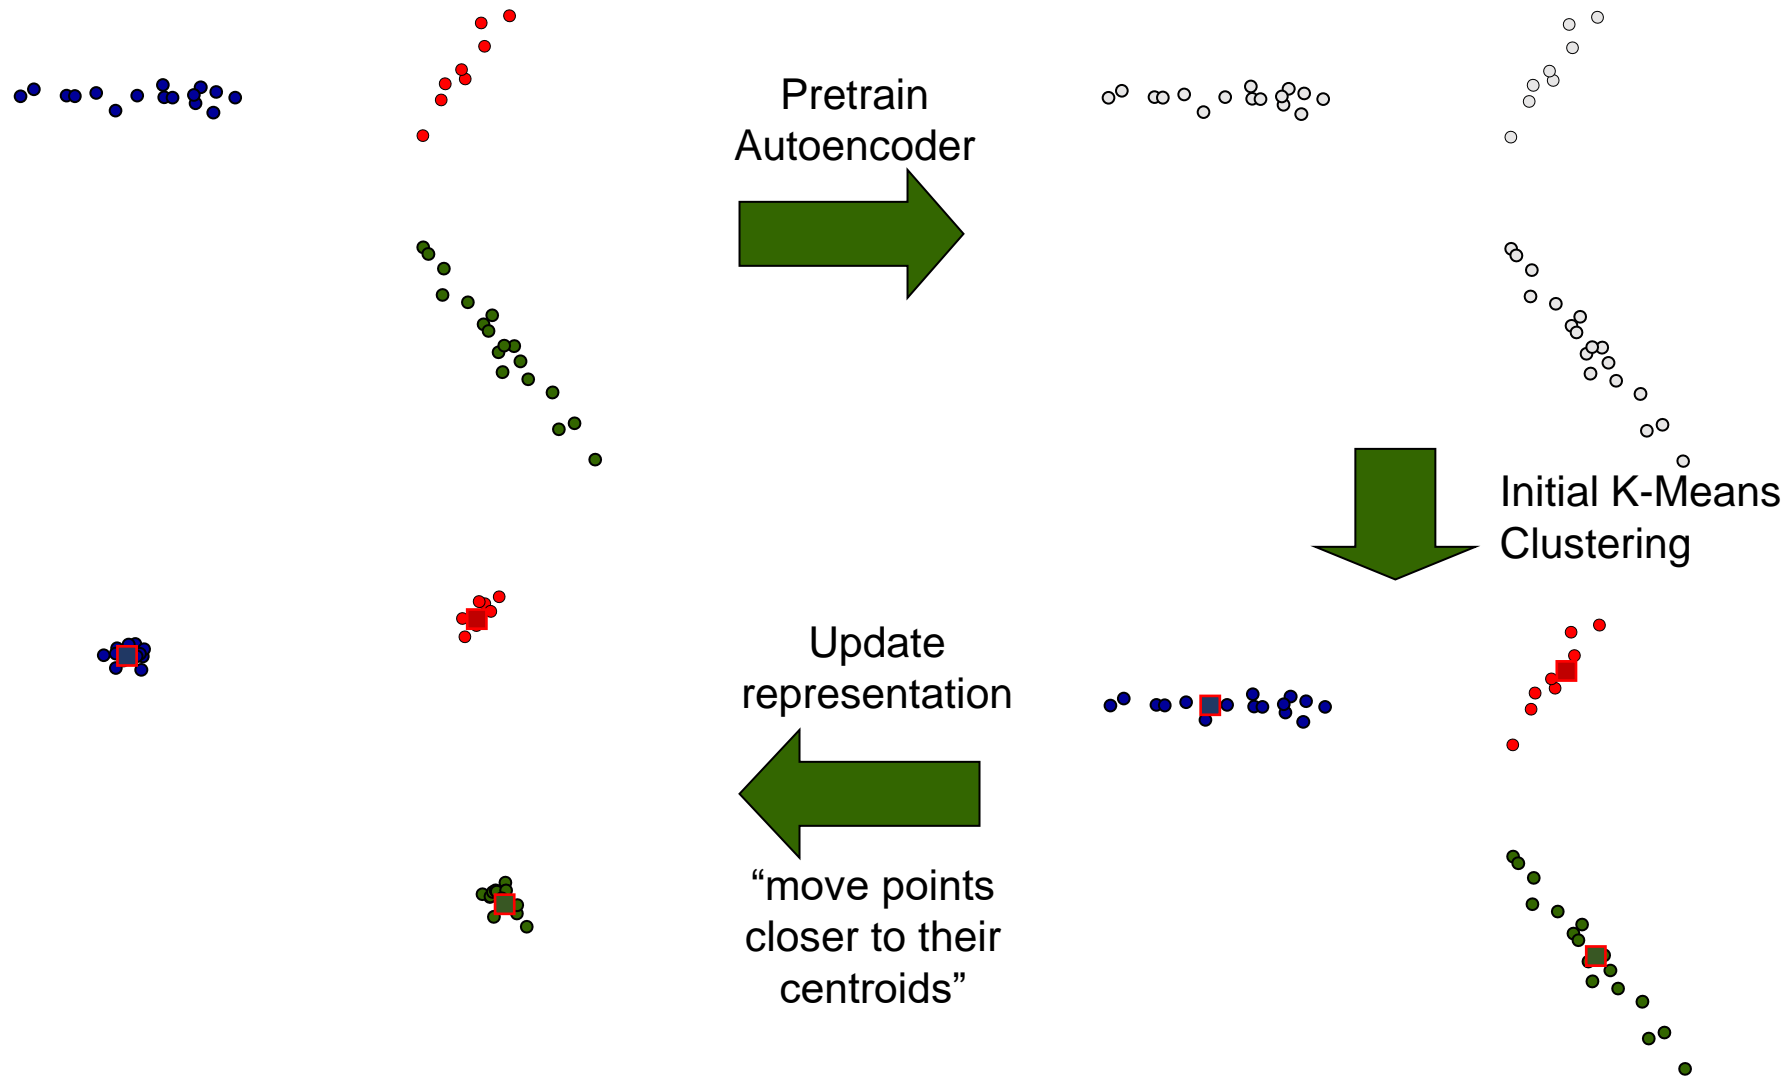 Pretrain
Autoencoder
Initial K-Means
Clustering
Update
representation
“move points
closer to their
centroids”